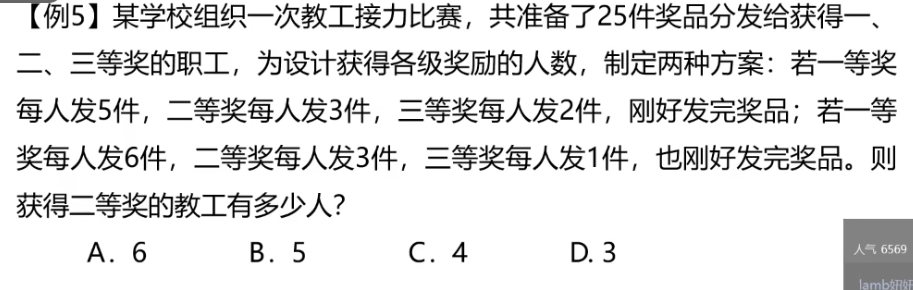 【例5】某学校组织一次教工接力比赛，共准备了25件奖品分发给获得一、
二、三等奖的职工，为设计获得各级奖励的人数，制定两种方案：若一等奖
每人发5件，二等奖每人发3件，三等奖每人发2件，刚好发完奖品；若一等
奖每人发6件，二等奖每人发3件，三等奖每人发1件，也刚好发完奖品。则
获得二等奖的教工有多少人？
A. 6 B. 5 C. 4 D. 3
人气 6569
lamb妍妍